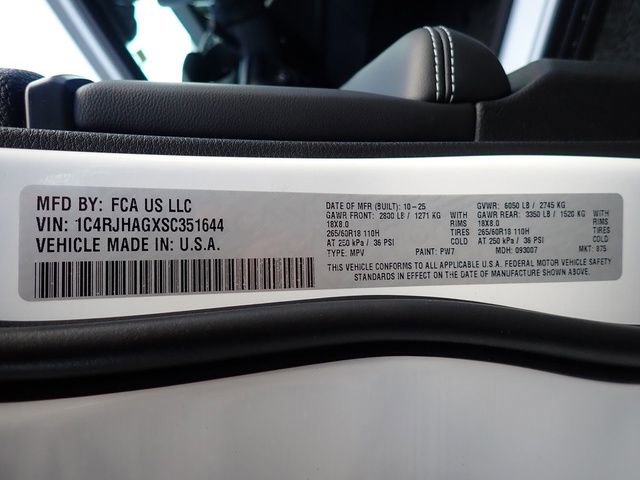 MFD BY: FCA US LLC
VIN: 1C4RJHAGXSC351644
VEHICLE MADE IN: U.S.A.
DATE OF MFR (BUILT): 10-25 GVWR: 6050 LB / 2745 KG
GAWR FRONT: 2800 LB / 1271 KG WITH GAWR REAR: 3350 LB / 1520 KG WITH
18X8.0 RIMS 18X8.0 RIMS
265/60R18 110H TIRES 265/60R18 110H TIRES
AT 250 kPa / 36 PSI COLD AT 250 kPa / 36 PSI COLD
TYPE: MPV PAINT: PW7 MDH: 093007 MKT: 875
THIS VEHICLE CONFORMS TO ALL APPLICABLE U.S.A. FEDERAL MOTOR VEHICLE SAFETY
STANDARDS IN EFFECT ON THE DATE OF MANUFACTURE SHOWN ABOVE.